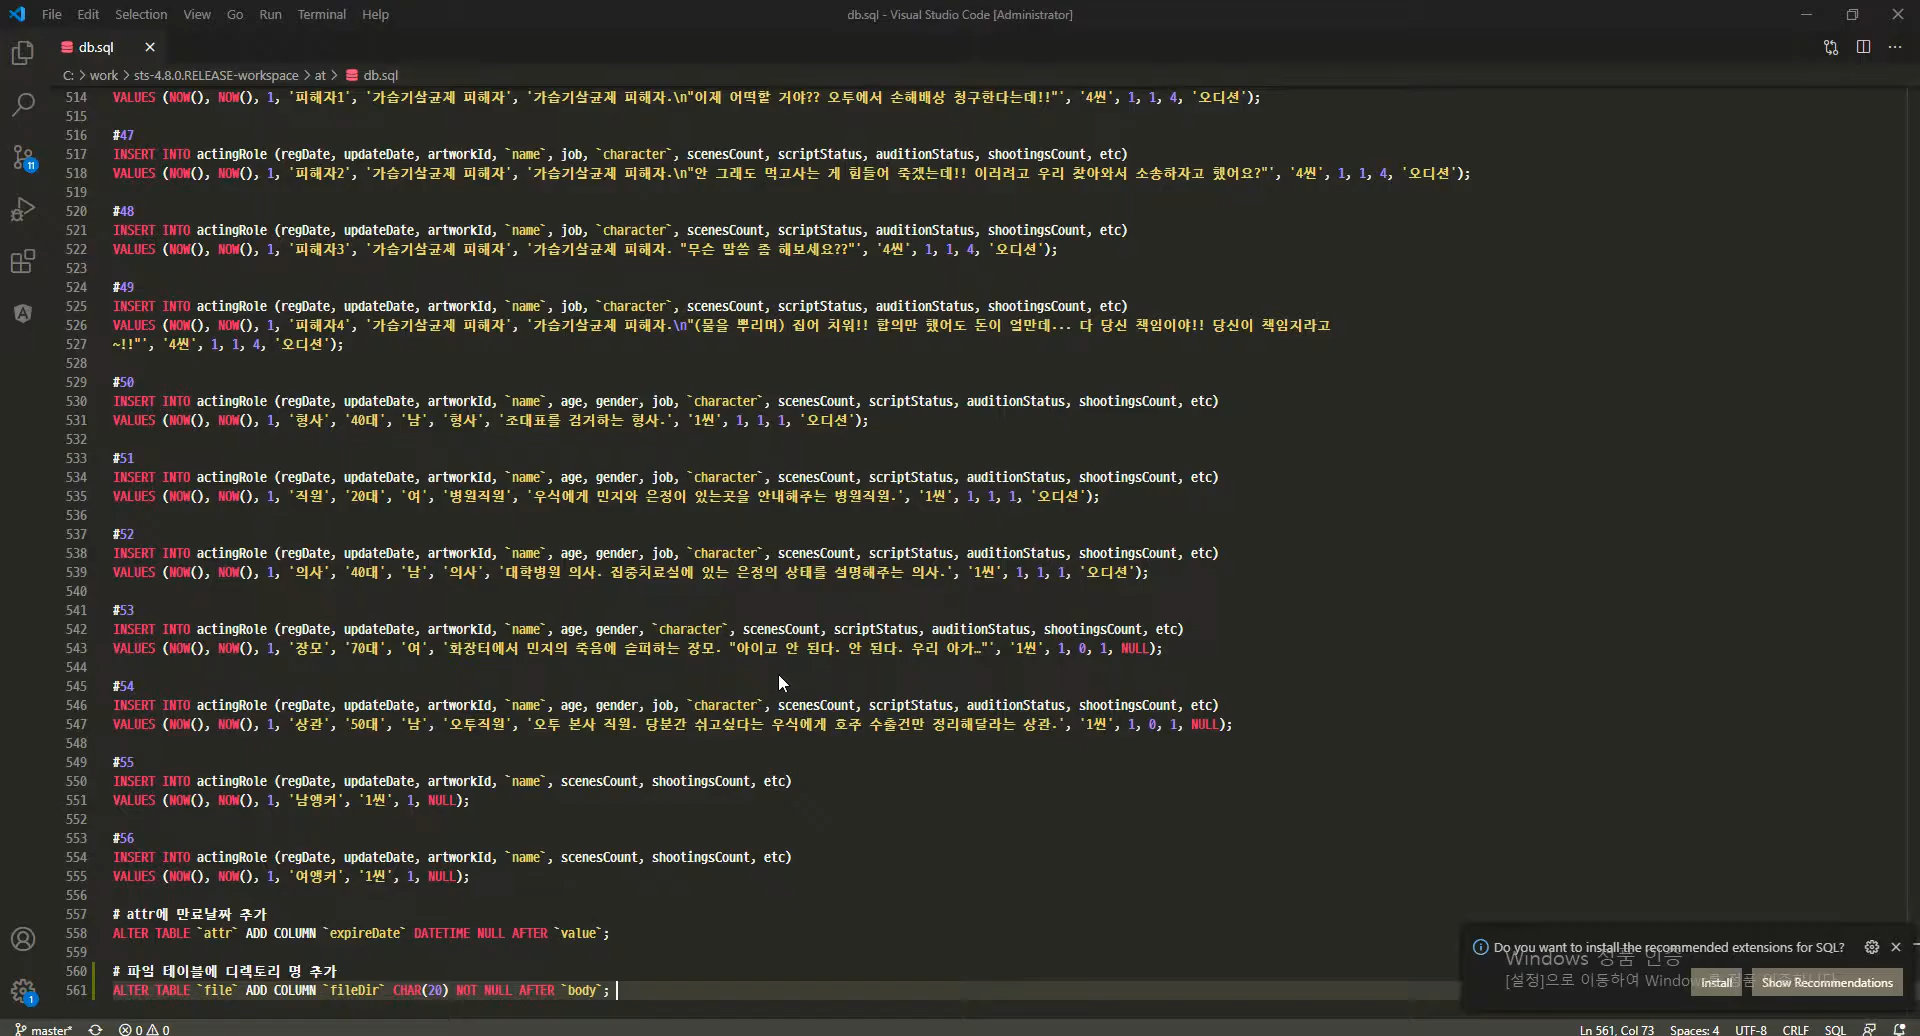 File Edit Selection View Go Run Terminal Help
db.sql - Visual Studio Code [Administrator]
db.sql
C: > work > sts-4.8.0.RELEASE-workspace > at > db.sql
514 VALUES (NOW(), NOW(), 1, '피해자1', '가습기살균제 피해자', '가습기살균제 피해자.\n"이제 어떡할 거야?? 오투에서 손해배상 청구한다는데!!"', '4씬', 1, 1, 4, '오디션');
515
516 #47
517 INSERT INTO actingRole (regDate, updateDate, artworkId, `name`, job, `character`, scenesCount, scriptStatus, auditionStatus, shootingsCount, etc)
518 VALUES (NOW(), NOW(), 1, '피해자2', '가습기살균제 피해자', '가습기살균제 피해자.\n"안 그래도 먹고사는 게 힘들어 죽겠는데!! 이러려고 우리 찾아와서 소송하자고 했어요?"', '4씬', 1, 1, 4, '오디션');
519
520 #48
521 INSERT INTO actingRole (regDate, updateDate, artworkId, `name`, job, `character`, scenesCount, scriptStatus, auditionStatus, shootingsCount, etc)
522 VALUES (NOW(), NOW(), 1, '피해자3', '가습기살균제 피해자', '가습기살균제 피해자. "무슨 말씀 좀 해보세요??"', '4씬', 1, 1, 4, '오디션');
523
524 #49
525 INSERT INTO actingRole (regDate, updateDate, artworkId, `name`, job, `character`, scenesCount, scriptStatus, auditionStatus, shootingsCount, etc)
526 VALUES (NOW(), NOW(), 1, '피해자4', '가습기살균제 피해자', '가습기살균제 피해자.\n"(물을 뿌리며) 집어 치워!! 합의만 했어도 돈이 얼만데... 다 당신 책임이야!! 당신이 책임지라고
527 ~!!"', '4씬', 1, 1, 4, '오디션');
528
529 #50
530 INSERT INTO actingRole (regDate, updateDate, artworkId, `name`, age, gender, job, `character`, scenesCount, scriptStatus, auditionStatus, shootingsCount, etc)
531 VALUES (NOW(), NOW(), 1, '형사', '40대', '남', '형사', '조대표를 검거하는 형사.', '1씬', 1, 1, 1, '오디션');
532
533 #51
534 INSERT INTO actingRole (regDate, updateDate, artworkId, `name`, age, gender, job, `character`, scenesCount, scriptStatus, auditionStatus, shootingsCount, etc)
535 VALUES (NOW(), NOW(), 1, '직원', '20대', '여', '병원직원', '우식에게 민지와 은정이 있는곳을 안내해주는 병원직원.', '1씬', 1, 1, 1, '오디션');
536
537 #52
538 INSERT INTO actingRole (regDate, updateDate, artworkId, `name`, age, gender, job, `character`, scenesCount, scriptStatus, auditionStatus, shootingsCount, etc)
539 VALUES (NOW(), NOW(), 1, '의사', '40대', '남', '의사', '대학병원 의사. 집중치료실에 있는 은정의 상태를 설명해주는 의사.', '1씬', 1, 1, 1, '오디션');
540
541 #53
542 INSERT INTO actingRole (regDate, updateDate, artworkId, `name`, age, gender, `character`, scenesCount, scriptStatus, auditionStatus, shootingsCount, etc)
543 VALUES (NOW(), NOW(), 1, '장모', '70대', '여', '화장터에서 민지의 죽음에 슬퍼하는 장모. "아이고 안 된다. 안 된다. 우리 아가…"', '1씬', 1, 0, 1, NULL);
544
545 #54
546 INSERT INTO actingRole (regDate, updateDate, artworkId, `name`, age, gender, job, `character`, scenesCount, scriptStatus, auditionStatus, shootingsCount, etc)
547 VALUES (NOW(), NOW(), 1, '상관', '50대', '남', '오투직원', '오투 본사 직원. 당분간 쉬고싶다는 우식에게 호주 수출건만 정리해달라는 상관.', '1씬', 1, 0, 1, NULL);
548
549 #55
550 INSERT INTO actingRole (regDate, updateDate, artworkId, `name`, scenesCount, shootingsCount, etc)
551 VALUES (NOW(), NOW(), 1, '남앵커', '1씬', 1, NULL);
552
553 #56
554 INSERT INTO actingRole (regDate, updateDate, artworkId, `name`, scenesCount, shootingsCount, etc)
555 VALUES (NOW(), NOW(), 1, '여앵커', '1씬', 1, NULL);
556
557 # attr에 만료날짜 추가
558 ALTER TABLE `attr` ADD COLUMN `expireDate` DATETIME NULL AFTER `value`;
559
560 # 파일 테이블에 디렉토리 명 추가
561 ALTER TABLE `file` ADD COLUMN `fileDir` CHAR(20) NOT NULL AFTER `body`;
11
1
Do you want to install the recommended extensions for SQL?
Windows 정품 인증
[설정]으로 이동하여 Windows
Install Show Recommendations
master* 0 0 Ln 561, Col 73 Spaces: 4 UTF-8 CRLF SQL